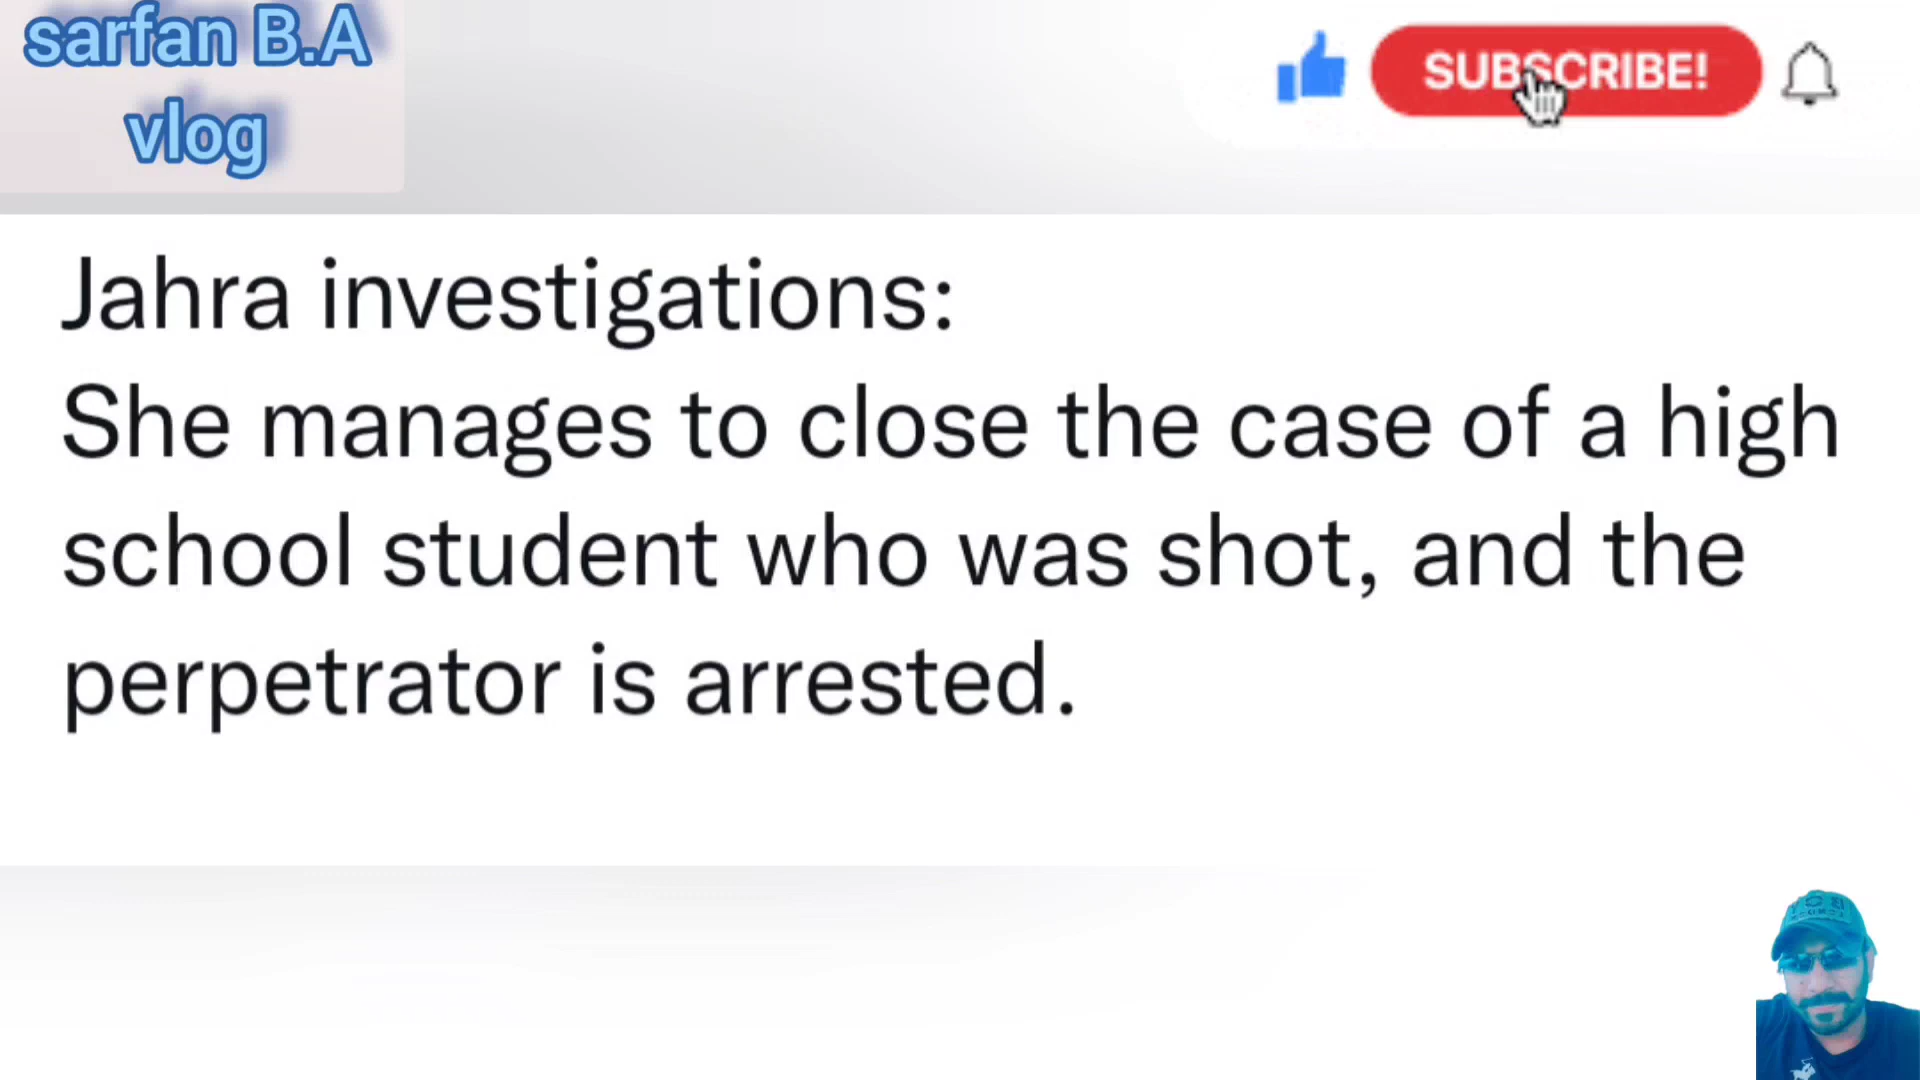 sarfan B.A
vlog
SUBSCRIBE!
Jahra investigations:
She manages to close the case of a high
school student who was shot, and the
perpetrator is arrested.